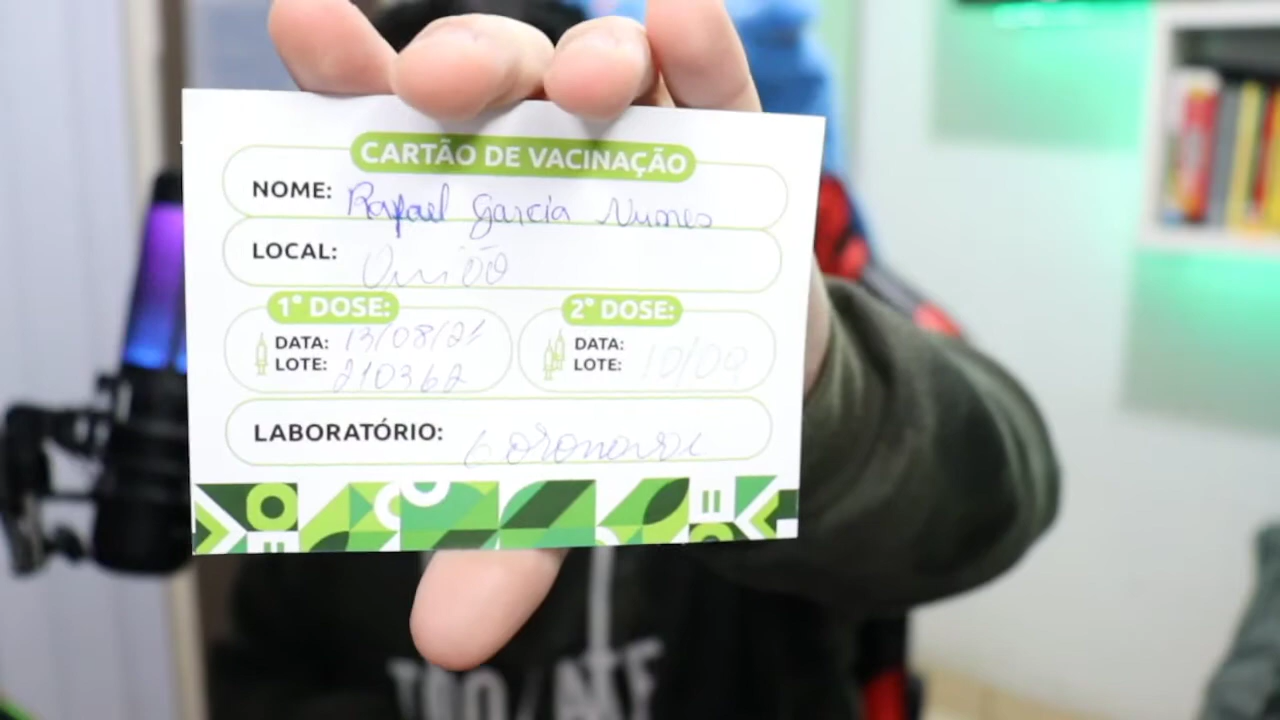 CARTÃO DE VACINAÇÃO
NOME: Rafael Garcia Nunes
LOCAL: União
1ª DOSE:
DATA: 13/08/21
LOTE: 210362
2ª DOSE:
DATA:
LOTE: 10/09
LABORATÓRIO: Coronavac